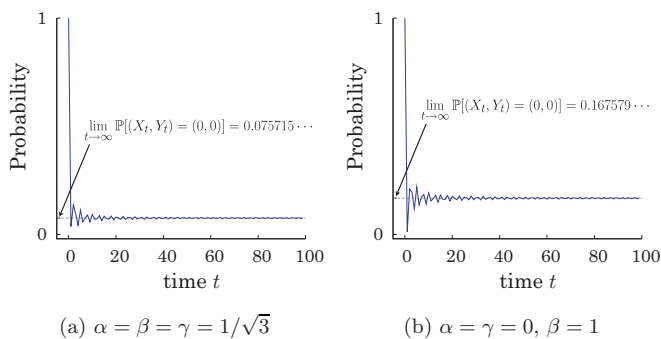 1
Probability
lim P[(X_t, Y_t) = (0, 0)] = 0.075715 ⋯
t→∞
0
0 20 40 60 80 100
time t
(a) α = β = γ = 1/√3
1
Probability
lim P[(X_t, Y_t) = (0, 0)] = 0.167579 ⋯
t→∞
0
0 20 40 60 80 100
time t
(b) α = γ = 0, β = 1